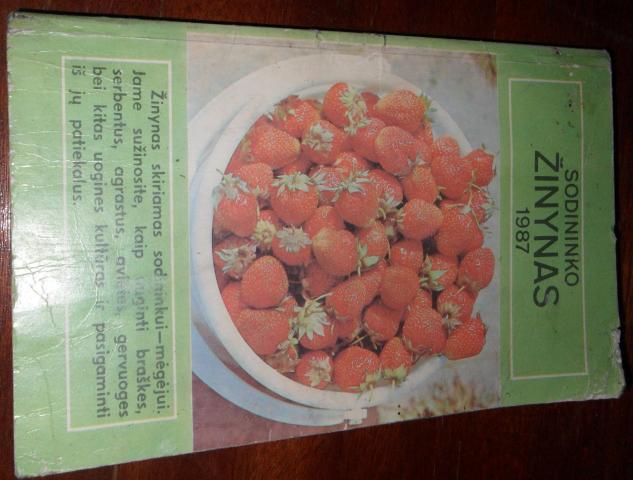 SODININKO
ŽINYNAS
1987
Žinynas skiriamas sodininkui—mėgėjui.
Jame sužinosite, kaip auginti braškes,
serbentus, agrastus, avietes, gervuoges
bei kitas uogines kultūras ir pasigaminti
iš jų patiekalus.